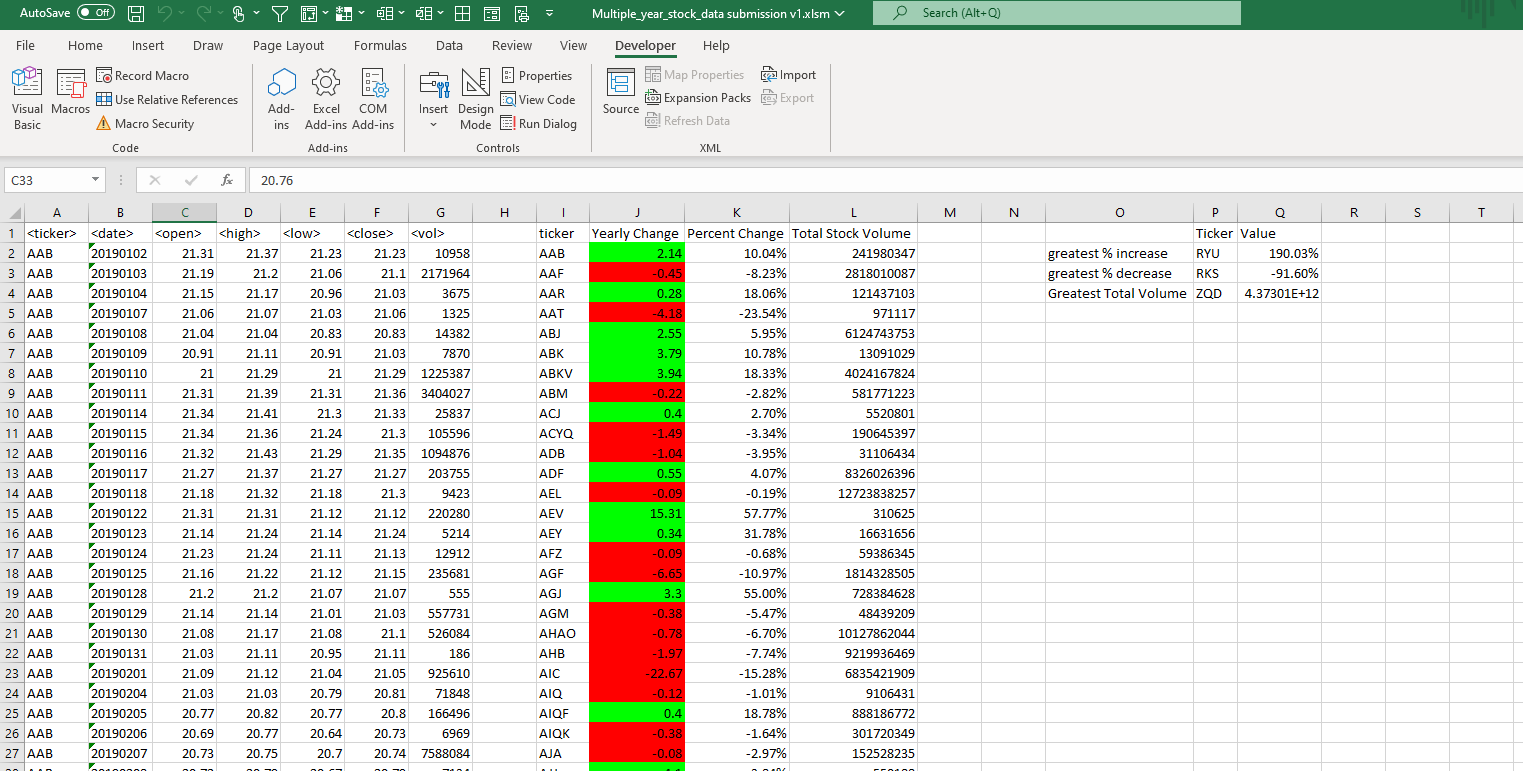 AutoSave Off Multiple_year_stock_data submission v1.xlsm Search (Alt+Q)
File Home Insert Draw Page Layout Formulas Data Review View Developer Help
Visual Basic Macros Record Macro Use Relative References Macro Security Add-ins Excel Add-ins COM Add-ins Insert Design Mode Properties View Code Run Dialog Source Map Properties Expansion Packs Refresh Data Import Export
Code Add-ins Controls XML
C33 fx 20.76
A B C D E F G H I J K L M N O P Q R S T
1 <ticker> <date> <open> <high> <low> <close> <vol> ticker Yearly Change Percent Change Total Stock Volume Ticker Value
2 AAB 20190102 21.31 21.37 21.23 21.23 10958 AAB 2.14 10.04% 241980347 greatest % increase RYU 190.03%
3 AAB 20190103 21.19 21.2 21.06 21.1 2171964 AAF -0.45 -8.23% 2818010087 greatest % decrease RKS -91.60%
4 AAB 20190104 21.15 21.17 20.96 21.03 3675 AAR 0.28 18.06% 121437103 Greatest Total Volume ZQD 4.37301E+12
5 AAB 20190107 21.06 21.07 21.03 21.06 1325 AAT -4.18 -23.54% 971117
6 AAB 20190108 21.04 21.04 20.83 20.83 14382 ABJ 2.55 5.95% 6124743753
7 AAB 20190109 20.91 21.11 20.91 21.03 7870 ABK 3.79 10.78% 13091029
8 AAB 20190110 21 21.29 21 21.29 1225387 ABKV 3.94 18.33% 4024167824
9 AAB 20190111 21.31 21.39 21.31 21.36 3404027 ABM -0.22 -2.82% 581771223
10 AAB 20190114 21.34 21.41 21.3 21.33 25837 ACJ 0.4 2.70% 5520801
11 AAB 20190115 21.34 21.36 21.24 21.3 105596 ACYQ -1.49 -3.34% 190645397
12 AAB 20190116 21.32 21.43 21.29 21.35 1094876 ADB -1.04 -3.95% 31106434
13 AAB 20190117 21.27 21.37 21.27 21.27 203755 ADF 0.55 4.07% 8326026396
14 AAB 20190118 21.18 21.32 21.18 21.3 9423 AEL -0.09 -0.19% 12723838257
15 AAB 20190122 21.31 21.31 21.12 21.12 220280 AEV 15.31 57.77% 310625
16 AAB 20190123 21.14 21.24 21.14 21.24 5214 AEY 0.34 31.78% 16631656
17 AAB 20190124 21.23 21.24 21.11 21.13 12912 AFZ -0.09 -0.68% 59386345
18 AAB 20190125 21.16 21.22 21.12 21.15 235681 AGF -6.65 -10.97% 1814328505
19 AAB 20190128 21.2 21.2 21.07 21.07 555 AGJ 3.3 55.00% 728384628
20 AAB 20190129 21.14 21.14 21.01 21.03 557731 AGM -0.38 -5.47% 48439209
21 AAB 20190130 21.08 21.17 21.08 21.1 526084 AHAO -0.78 -6.70% 10127862044
22 AAB 20190131 21.03 21.11 20.95 21.11 186 AHB -1.97 -7.74% 9219936469
23 AAB 20190201 21.09 21.12 21.04 21.05 925610 AIC -22.67 -15.28% 6835421909
24 AAB 20190204 21.03 21.03 20.79 20.81 71848 AIQ -0.12 -1.01% 9106431
25 AAB 20190205 20.77 20.82 20.77 20.8 166496 AIQF 0.4 18.78% 888186772
26 AAB 20190206 20.69 20.77 20.64 20.73 6969 AIQK -0.38 -1.64% 301720349
27 AAB 20190207 20.73 20.75 20.7 20.74 7588084 AJA -0.08 -2.97% 152528235